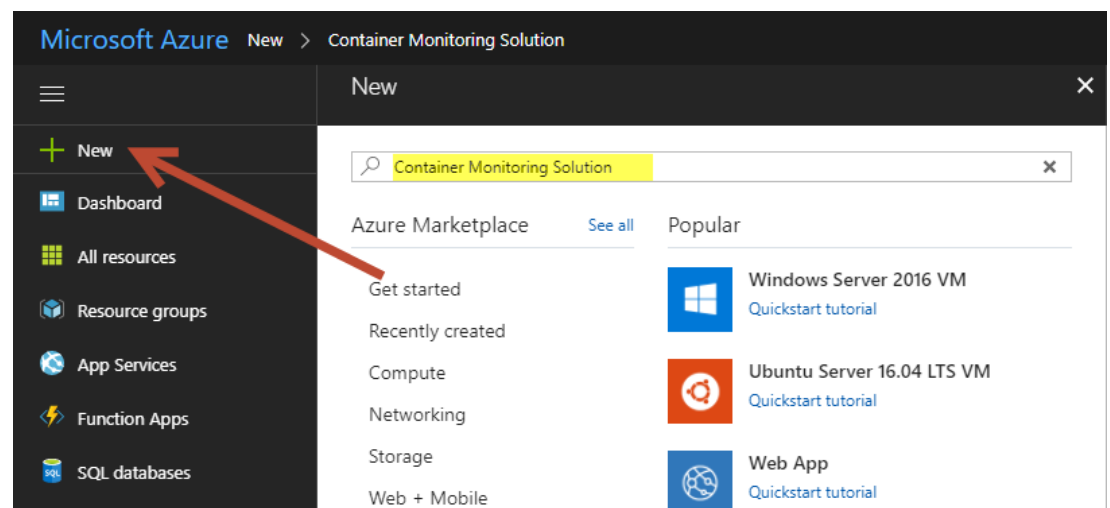 Microsoft Azure New > Container Monitoring Solution
New
New
Container Monitoring Solution
Dashboard
All resources
Resource groups
App Services
Function Apps
SQL
SQL databases
Azure Marketplace See all
Get started
Recently created
Compute
Networking
Storage
Web + Mobile
Popular
Windows Server 2016 VM
Quickstart tutorial
Ubuntu Server 16.04 LTS VM
Quickstart tutorial
Web App
Quickstart tutorial